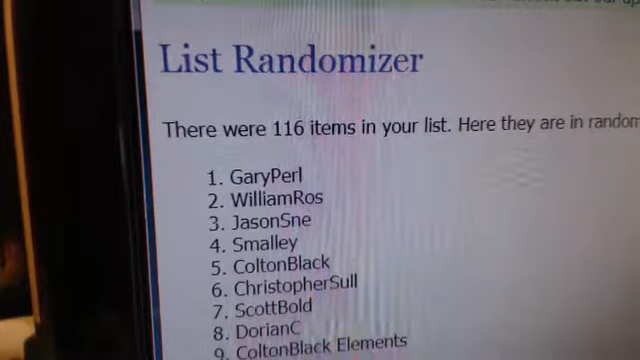 List Randomizer
There were 116 items in your list. Here they are in random
1. GaryPerl
2. WilliamRos
3. JasonSne
4. Smalley
5. ColtonBlack
6. ChristopherSull
7. ScottBold
8. DorianC
9. ColtonBlack Elements